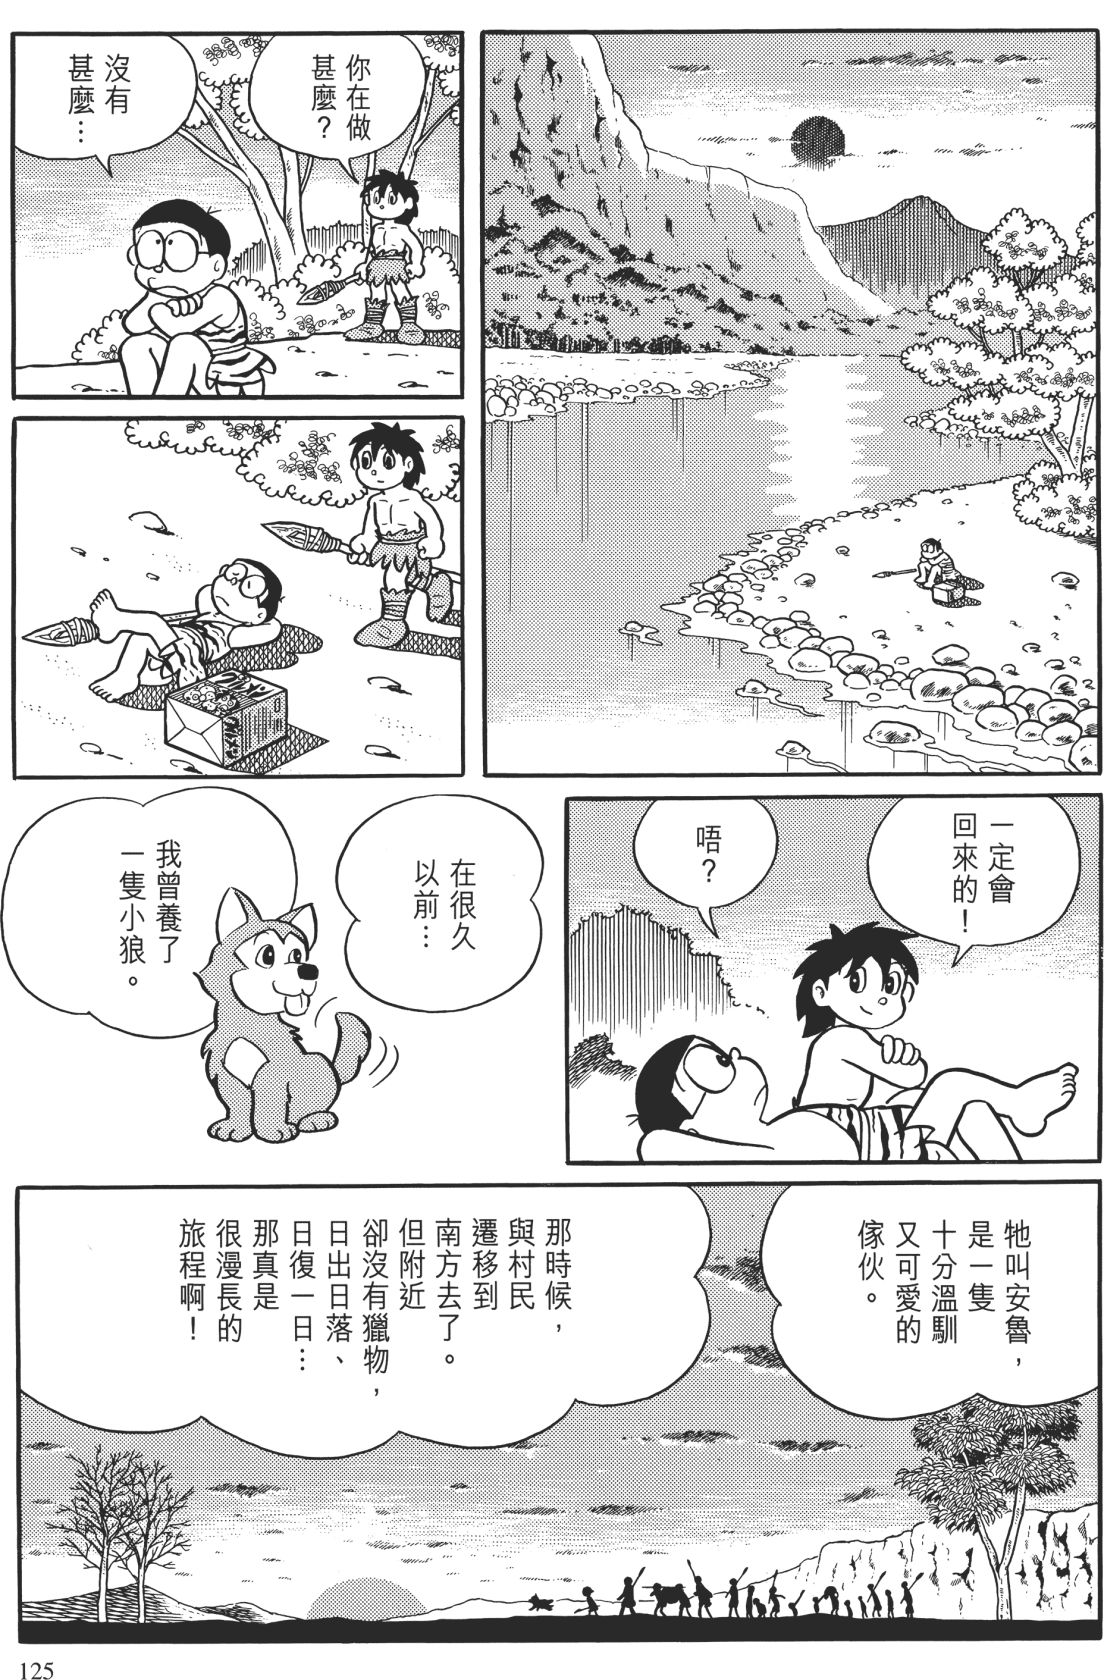 你在做
甚麼？
沒有
甚麼…
一定會
回來的！
唔？
在很久
以前…
我曾養了
一隻小狼。
牠叫安魯，
是一隻
十分溫馴
又可愛的
傢伙。
那時候，
與村民
遷移到
南方去了。
但附近
卻沒有獵物，
日出日落、
日復一日…
那真是
很漫長的
旅程啊！
125